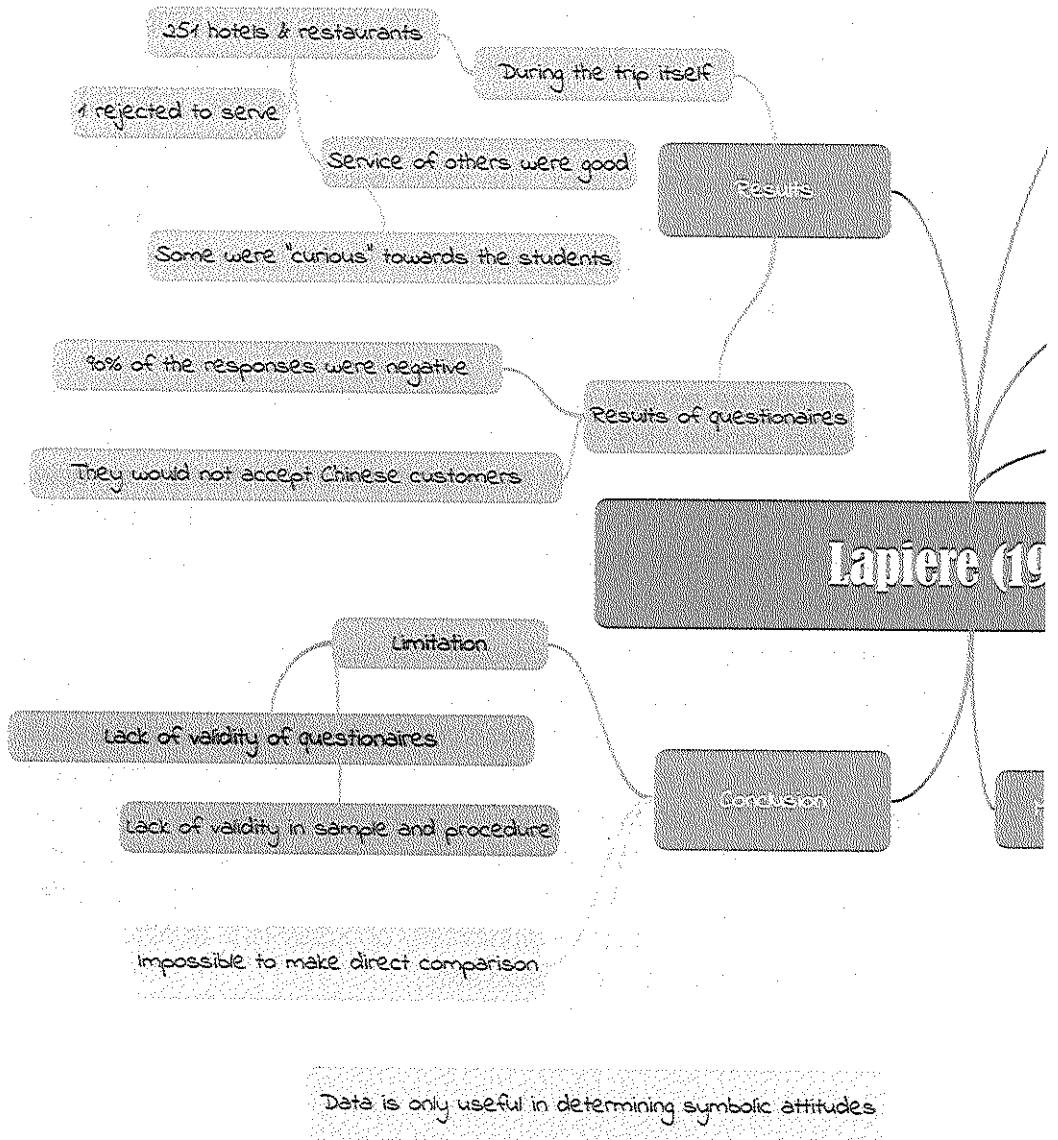 251 hotels & restaurants
During the trip itself
1 rejected to serve
Service of others were good
Results
Some were "curious" towards the students
90% of the responses were negative
Results of questionaires
They would not accept Chinese customers
Lapiere (19
Limitation
Lack of validity of questionaires
Conclusion
Lack of validity in sample and procedure
Impossible to make direct comparison
Data is only useful in determining symbolic attitudes